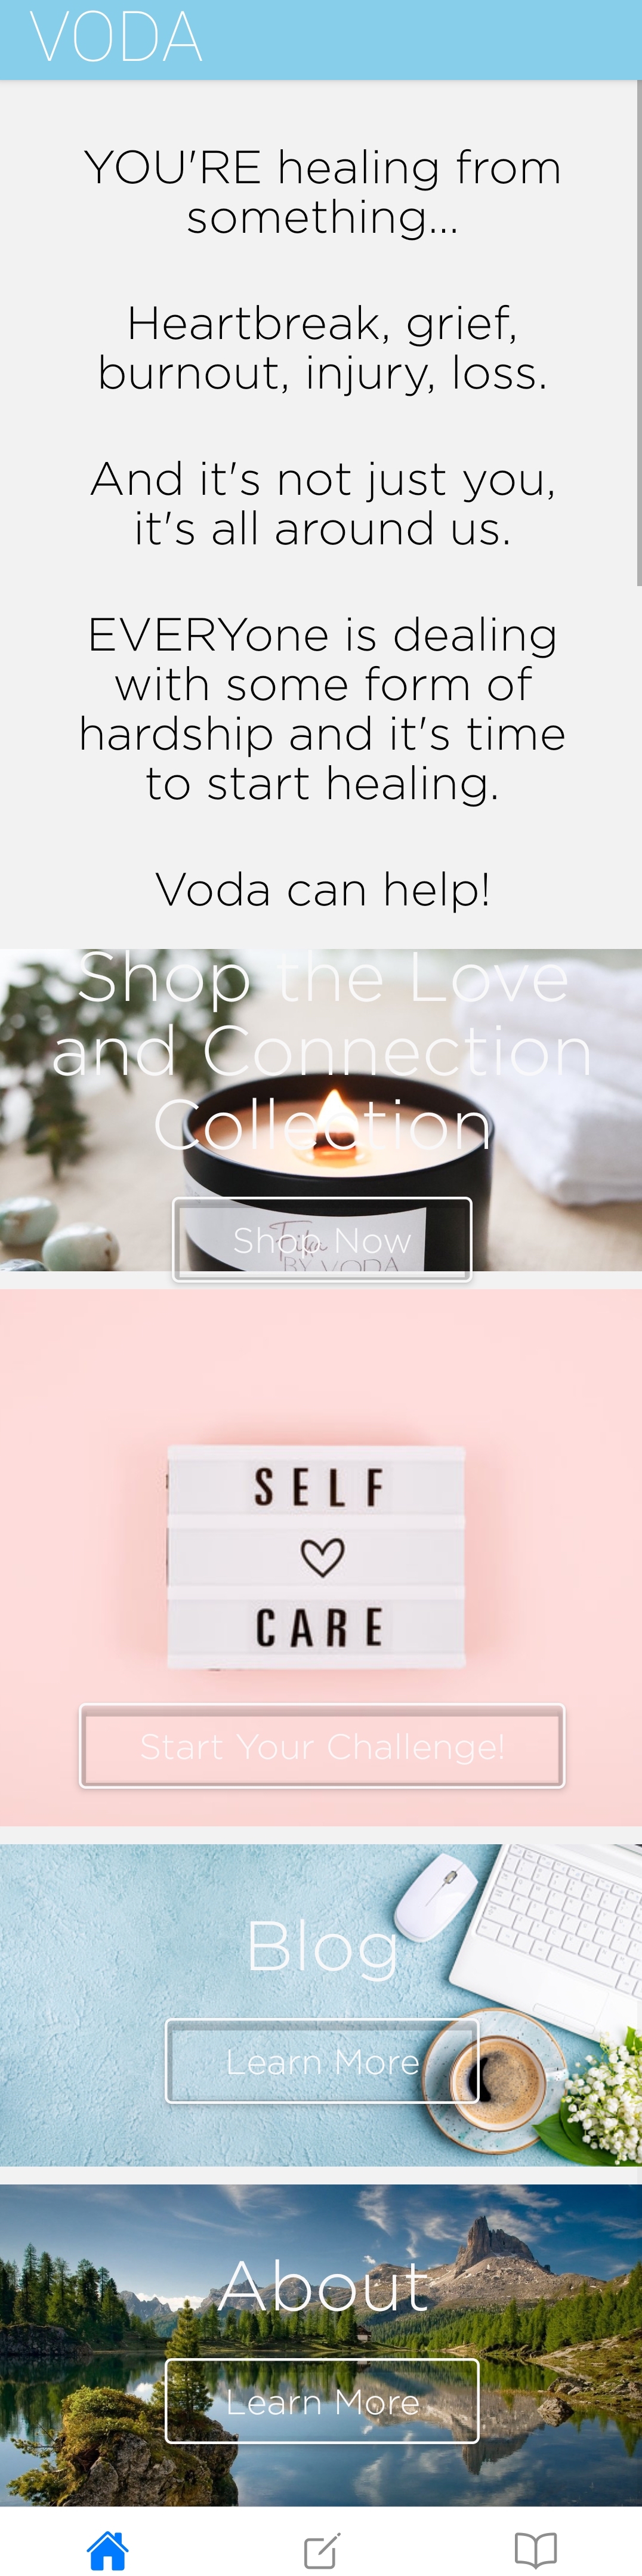 VODA
YOU'RE healing from
something...
Heartbreak, grief,
burnout, injury, loss.
And it's not just you,
it's all around us.
EVERYone is dealing
with some form of
hardship and it's time
to start healing.
Voda can help!
Shop the Love
and Connection
Collection
Shop Now
BY VODA
SELF
CARE
Start Your Challenge!
Blog
Learn More
About
Learn More